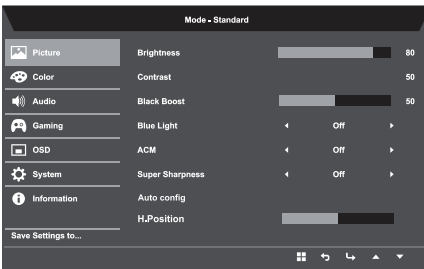 Mode - Standard
Picture
Brightness 80
Color
Contrast 50
Audio
Black Boost 50
Gaming
Blue Light Off
OSD
ACM Off
System
Super Sharpness Off
Information
Auto config
H.Position
Save Settings to...